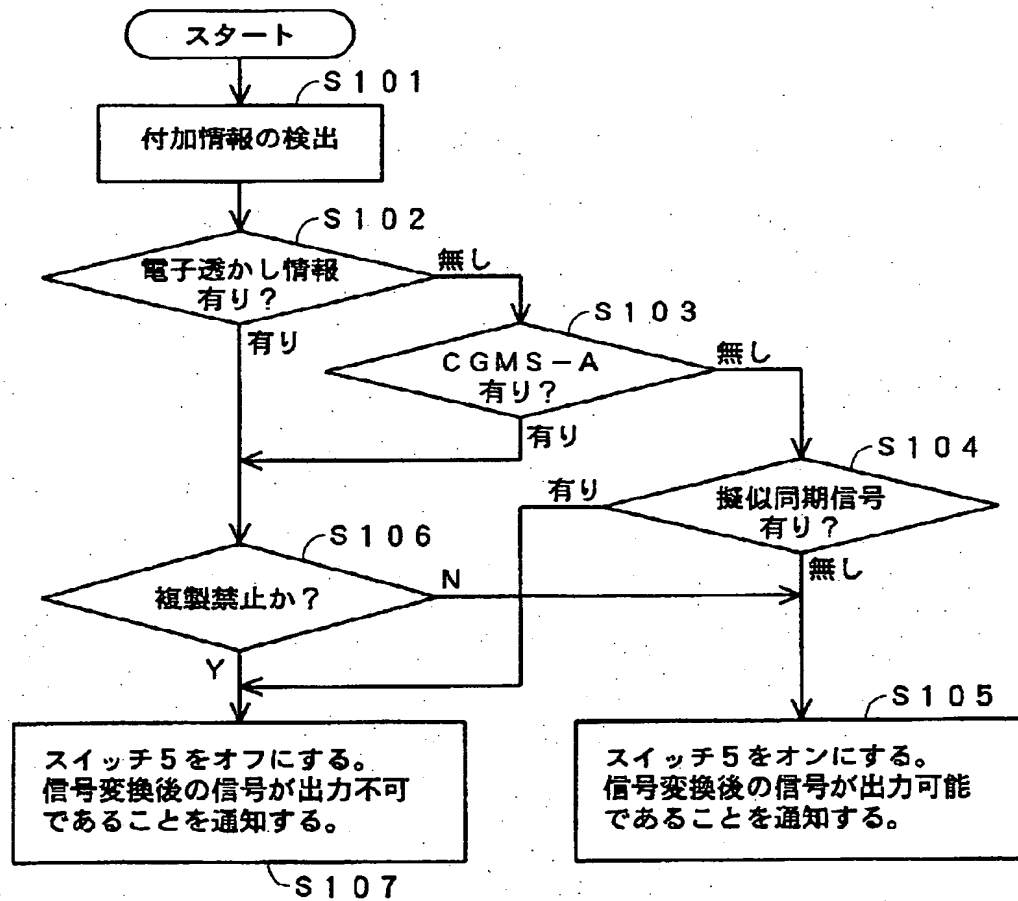 スタート
S101
付加情報の検出
S102
電子透かし情報
有り?
無し
有り
S103
CGMS-A
有り?
無し
有り
S104
擬似同期信号
有り?
有り
無し
S106
複製禁止か?
N
Y
S105
スイッチ5をオンにする。
信号変換後の信号が出力可能
であることを通知する。
スイッチ5をオフにする。
信号変換後の信号が出力不可
であることを通知する。
S107